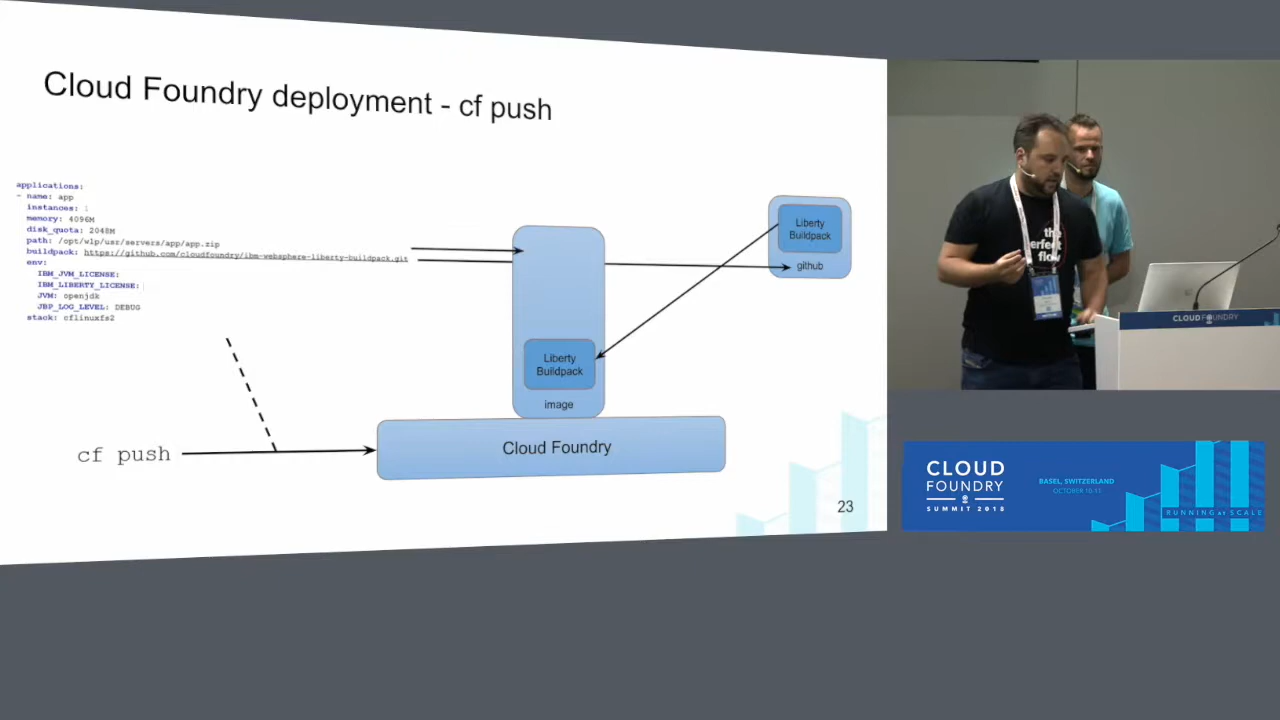 Cloud Foundry deployment - cf push
applications:
- name: app
instances: 1
memory: 4096M
disk_quota: 2048M
path: /opt/wlp/usr/servers/app/app.zip
buildpack: https://github.com/cloudfoundry/ibm-websphere-liberty-buildpack.git
env:
IBM_JVM_LICENSE:
IBM_LIBERTY_LICENSE:
JVM: openjdk
JBP_LOG_LEVEL: DEBUG
stack: cflinuxfs2
Liberty
Buildpack
github
Liberty
Buildpack
image
cf push
Cloud Foundry
23
the
perfect
flow
CLOUD FOUNDRY
CLOUD
FOUNDRY
SUMMIT 2018
BASEL, SWITZERLAND
OCTOBER 10-11
RUNNING AT SCALE